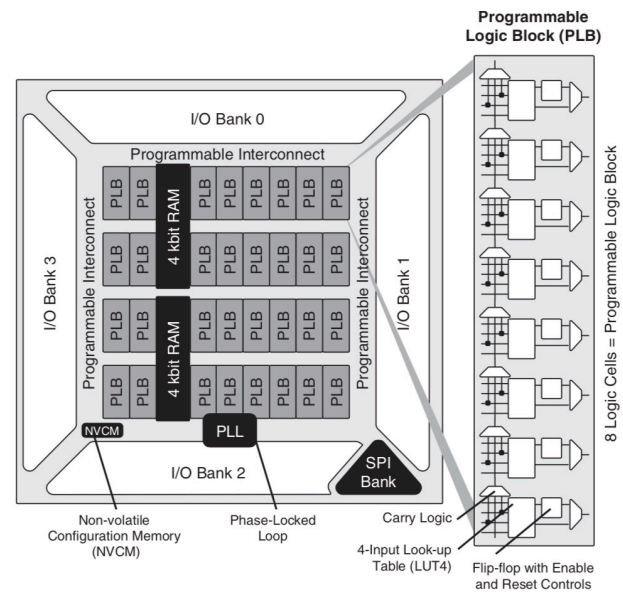 Programmable
Logic Block (PLB)
I/O Bank 0
Programmable Interconnect
I/O Bank 3
Programmable Interconnect
PLB PLB 4 kbit RAM PLB PLB PLB PLB PLB PLB
PLB PLB PLB PLB PLB PLB PLB PLB
PLB PLB 4 kbit RAM PLB PLB PLB PLB PLB PLB
PLB PLB PLB PLB PLB PLB PLB PLB
Programmable Interconnect
I/O Bank 1
8 Logic Cells = Programmable Logic Block
NVCM
PLL
I/O Bank 2
SPI
Bank
Non-volatile
Configuration Memory
(NVCM)
Phase-Locked
Loop
Carry Logic
4-Input Look-up
Table (LUT4)
Flip-flop with Enable
and Reset Controls